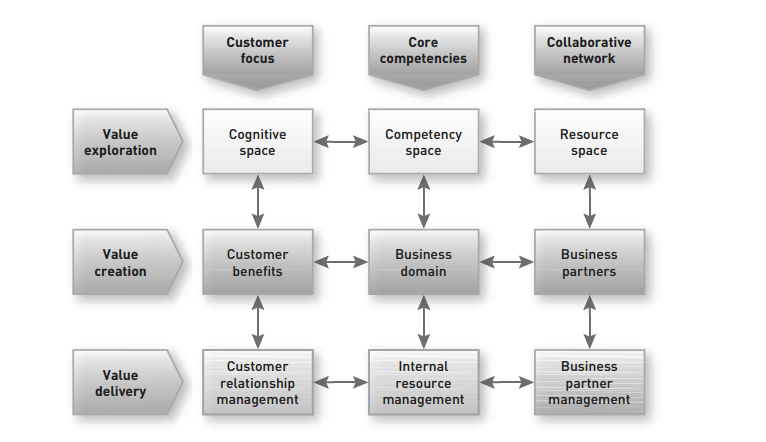 Customer
focus
Core
competencies
Collaborative
network
Value
exploration
Cognitive
space
Competency
space
Resource
space
Value
creation
Customer
benefits
Business
domain
Business
partners
Value
delivery
Customer
relationship
management
Internal
resource
management
Business
partner
management